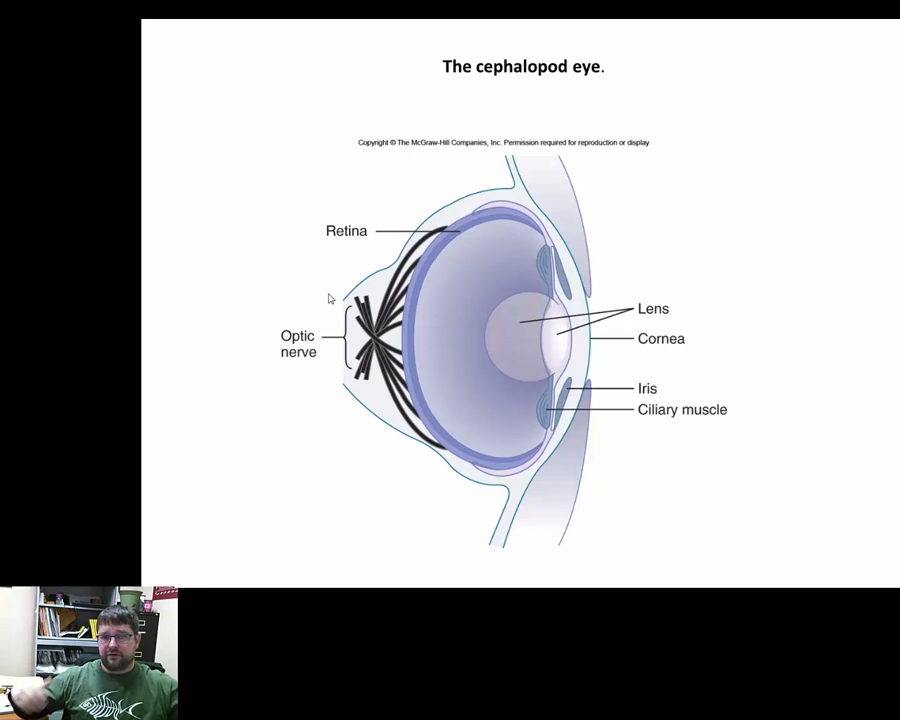 The cephalopod eye.
Copyright © The McGraw-Hill Companies, Inc. Permission required for reproduction or display
Retina
Optic
nerve
Lens
Cornea
Iris
Ciliary muscle